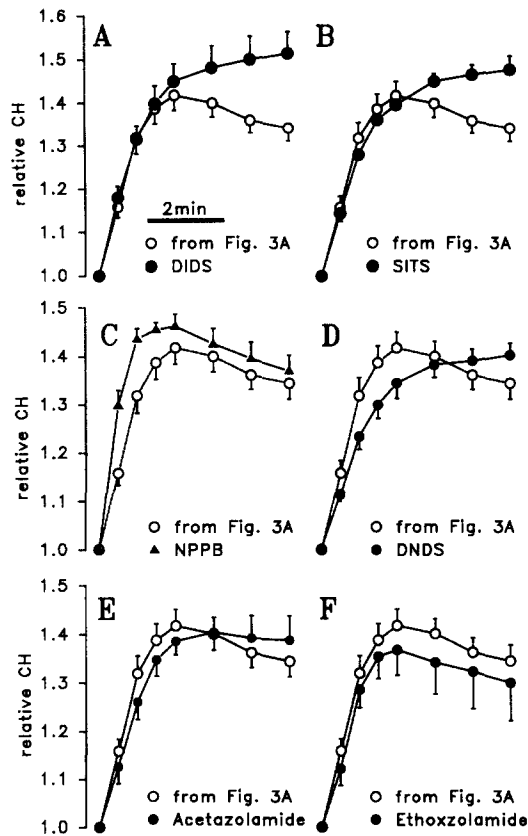 A
B
relative CH
1.6
1.5
1.4
1.3
1.2
1.1
1.0
2min
from Fig. 3A
DIDS
from Fig. 3A
SITS
C
D
relative CH
1.5
1.4
1.3
1.2
1.1
1.0
from Fig. 3A
NPPB
from Fig. 3A
DNDS
E
F
relative CH
1.5
1.4
1.3
1.2
1.1
1.0
from Fig. 3A
Acetazolamide
from Fig. 3A
Ethoxzolamide